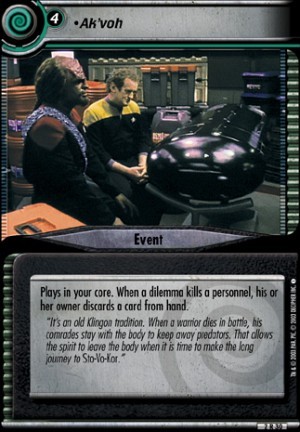 4
•Ak'voh
Event
Plays in your core. When a dilemma kills a personnel, his or
her owner discards a card from hand.
"It's an old Klingon tradition. When a warrior dies in battle, his
comrades stay with the body to keep away predators. That allows
the spirit to leave the body when it is time to make the long
journey to Sto-Vo-Kor."